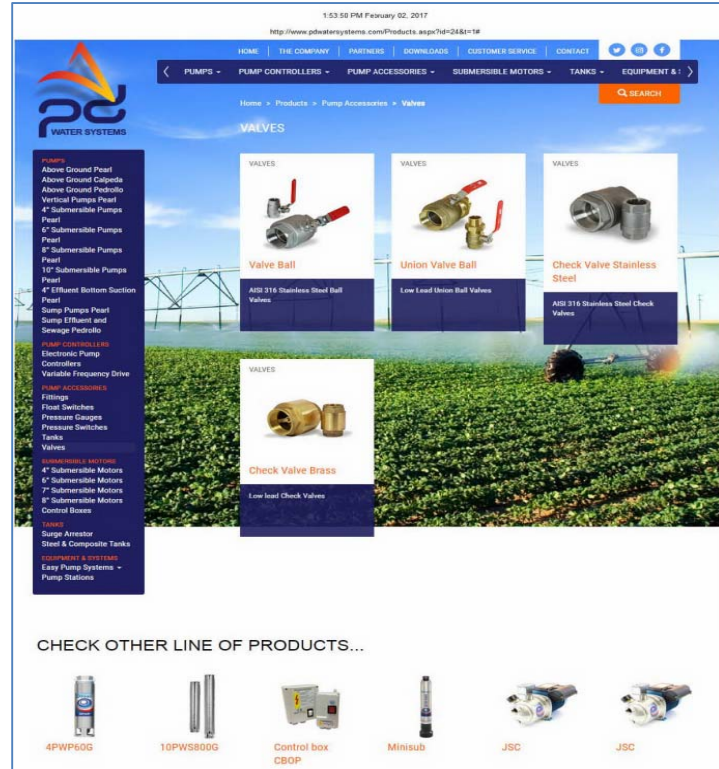 1:53:50 PM February 02, 2017
http://www.pdwatersystems.com/Products.aspx?id=24&t=1#
HOME | THE COMPANY | PARTNERS | DOWNLOADS | CUSTOMER SERVICE | CONTACT
PUMPS
PUMP CONTROLLERS
PUMP ACCESSORIES
SUBMERSIBLE MOTORS
TANKS
EQUIPMENT &
SEARCH
pd
WATER SYSTEMS
Home > Products > Pump Accessories > Valves
VALVES
PUMPS
Above Ground Pearl
Above Ground Calpeda
Above Ground Pedrollo
Vertical Pumps Pearl
4" Submersible Pumps
Pearl
6" Submersible Pumps
Pearl
8" Submersible Pumps
Pearl
10" Submersible Pumps
Pearl
4" Effluent Bottom Suction
Pearl
Sump Pumps Pearl
Sump Effluent and
Sewage Pedrollo
PUMP CONTROLLERS
Electronic Pump
Controllers
Variable Frequency Drive
PUMP ACCESSORIES
Fittings
Float Switches
Pressure Gauges
Pressure Switches
Tanks
Valves
SUBMERSIBLE MOTORS
4" Submersible Motors
6" Submersible Motors
7" Submersible Motors
8" Submersible Motors
Control Boxes
TANKS
Surge Arrestor
Steel & Composite Tanks
EQUIPMENT & SYSTEMS
Easy Pump Systems
Pump Stations
VALVES
Valve Ball
AISI 316 Stainless Steel Ball
Valves
VALVES
Union Valve Ball
Low Lead Union Ball Valves
VALVES
Check Valve Stainless
Steel
AISI 316 Stainless Steel Check
Valves
VALVES
Check Valve Brass
Low lead Check Valves
CHECK OTHER LINE OF PRODUCTS...
4PWP60G
10PWS800G
Control box
CBOP
Minisub
JSC
JSC